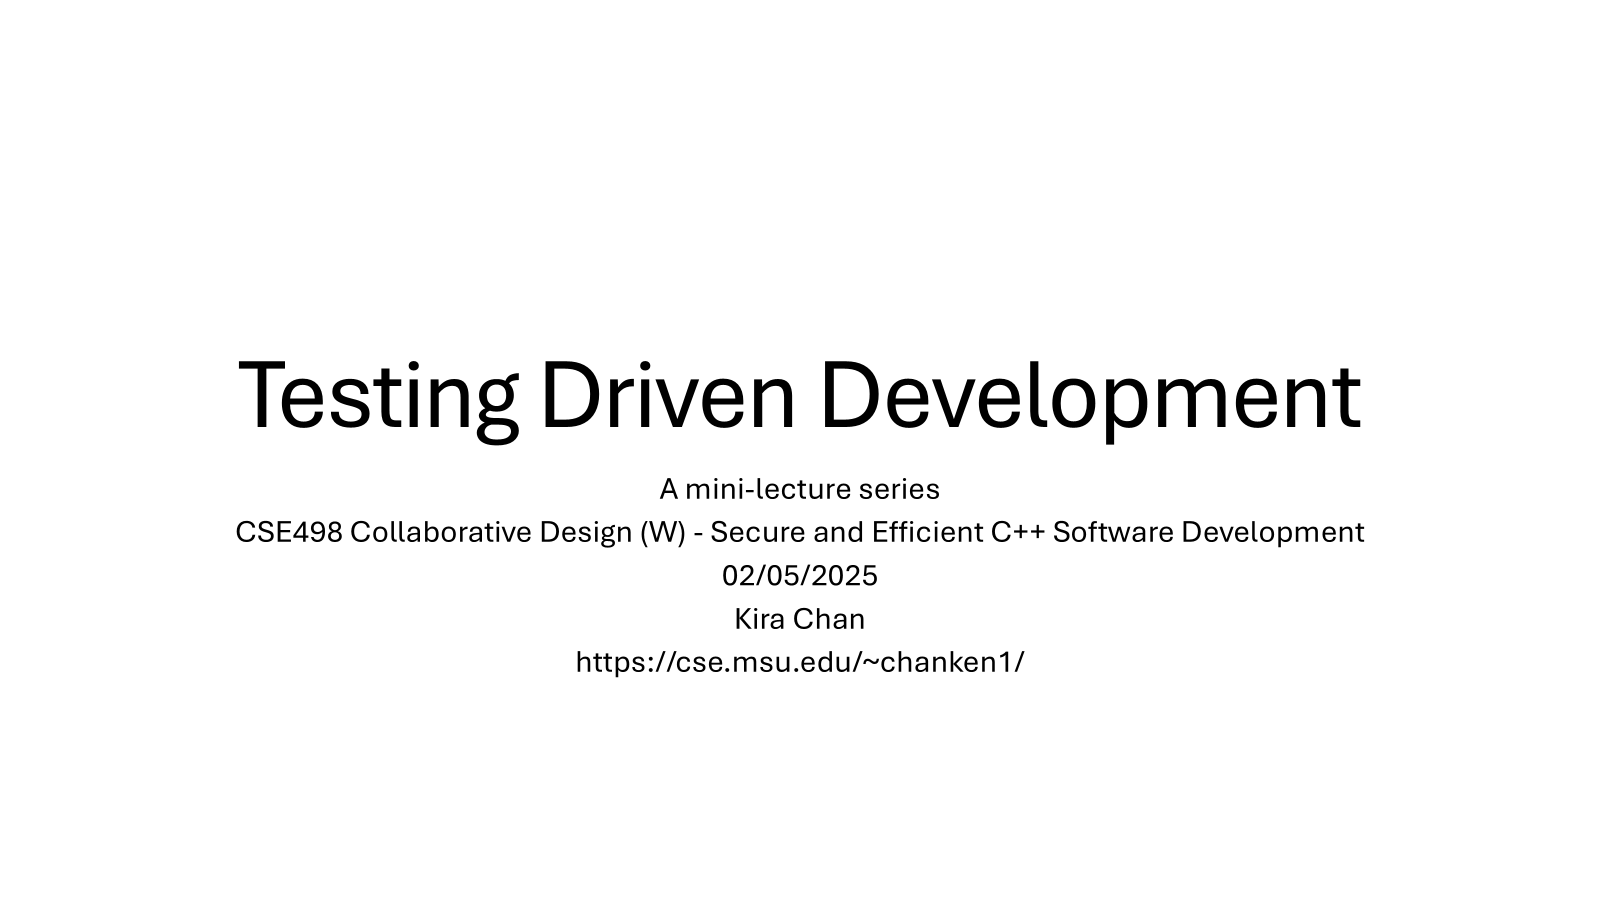 Testing Driven Development
A mini-lecture series
CSE498 Collaborative Design (W) - Secure and Efficient C++ Software Development
02/05/2025
Kira Chan
https://cse.msu.edu/~chanken1/